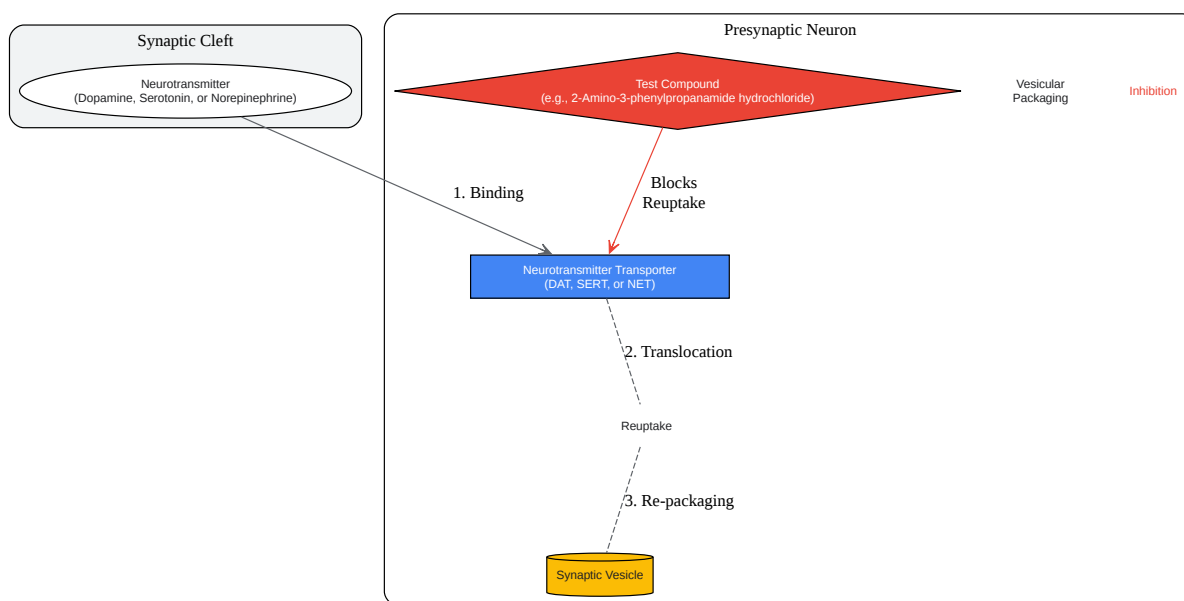 Synaptic Cleft
Neurotransmitter
(Dopamine, Serotonin, or Norepinephrine)
Presynaptic Neuron
Test Compound
(e.g., 2-Amino-3-phenylpropanamide hydrochloride)
Vesicular
Packaging
Inhibition
1. Binding
Blocks
Reuptake
Neurotransmitter Transporter
(DAT, SERT, or NET)
2. Translocation
Reuptake
3. Re-packaging
Synaptic Vesicle